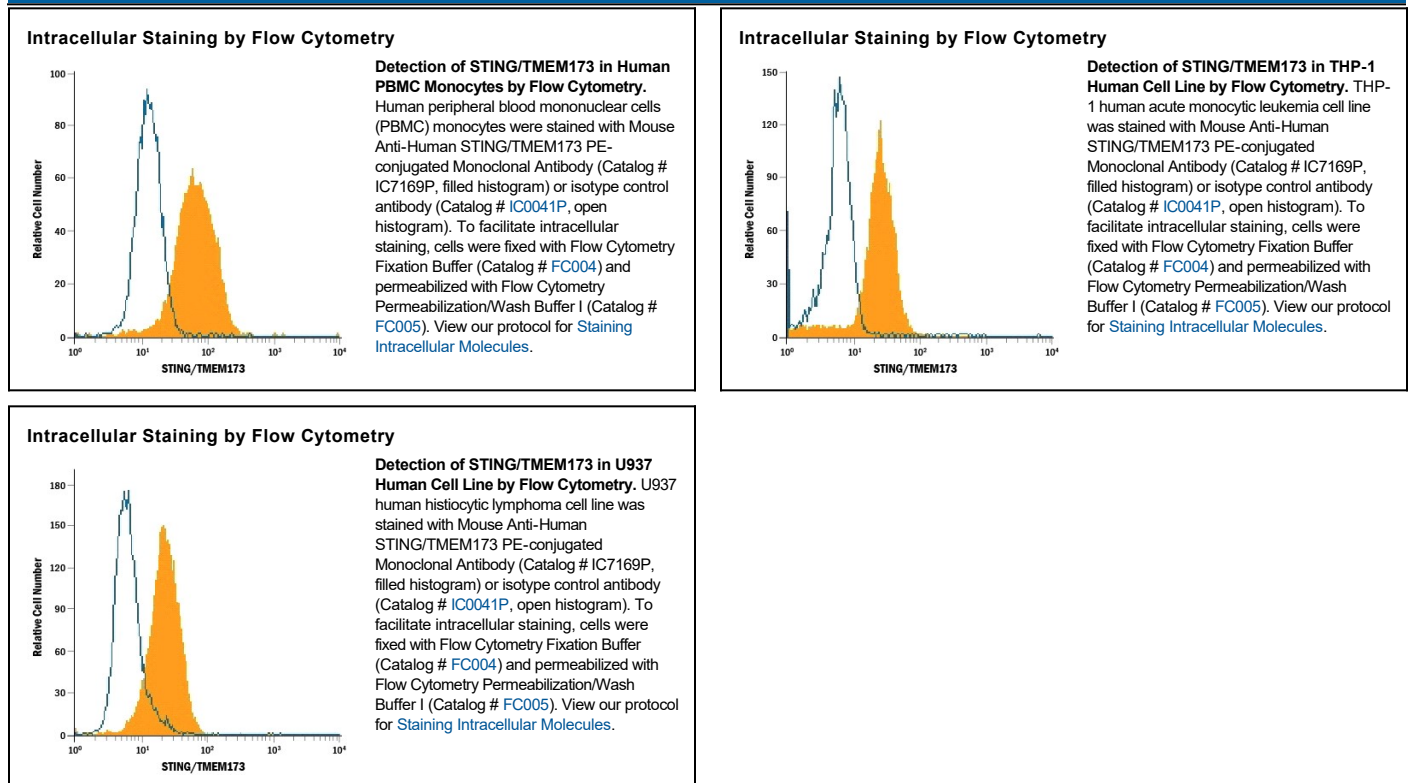 Intracellular Staining by Flow Cytometry
100
80
60
40
20
0
Relative Cell Number
10⁰ 10¹ 10² 10³ 10⁴
STING/TMEM173
Detection of STING/TMEM173 in Human
PBMC Monocytes by Flow Cytometry.
Human peripheral blood mononuclear cells
(PBMC) monocytes were stained with Mouse
Anti-Human STING/TMEM173 PE-
conjugated Monoclonal Antibody (Catalog #
IC7169P, filled histogram) or isotype control
antibody (Catalog # IC0041P, open
histogram). To facilitate intracellular
staining, cells were fixed with Flow Cytometry
Fixation Buffer (Catalog # FC004) and
permeabilized with Flow Cytometry
Permeabilization/Wash Buffer I (Catalog #
FC005). View our protocol for Staining
Intracellular Molecules.
Intracellular Staining by Flow Cytometry
150
120
90
60
30
0
Relative Cell Number
10⁰ 10¹ 10² 10³ 10⁴
STING/TMEM173
Detection of STING/TMEM173 in THP-1
Human Cell Line by Flow Cytometry. THP-
1 human acute monocytic leukemia cell line
was stained with Mouse Anti-Human
STING/TMEM173 PE-conjugated
Monoclonal Antibody (Catalog # IC7169P,
filled histogram) or isotype control antibody
(Catalog # IC0041P, open histogram). To
facilitate intracellular staining, cells were
fixed with Flow Cytometry Fixation Buffer
(Catalog # FC004) and permeabilized with
Flow Cytometry Permeabilization/Wash
Buffer I (Catalog # FC005). View our protocol
for Staining Intracellular Molecules.
Intracellular Staining by Flow Cytometry
180
150
120
90
60
30
0
Relative Cell Number
10⁰ 10¹ 10² 10³ 10⁴
STING/TMEM173
Detection of STING/TMEM173 in U937
Human Cell Line by Flow Cytometry. U937
human histiocytic lymphoma cell line was
stained with Mouse Anti-Human
STING/TMEM173 PE-conjugated
Monoclonal Antibody (Catalog # IC7169P,
filled histogram) or isotype control antibody
(Catalog # IC0041P, open histogram). To
facilitate intracellular staining, cells were
fixed with Flow Cytometry Fixation Buffer
(Catalog # FC004) and permeabilized with
Flow Cytometry Permeabilization/Wash
Buffer I (Catalog # FC005). View our protocol
for Staining Intracellular Molecules.